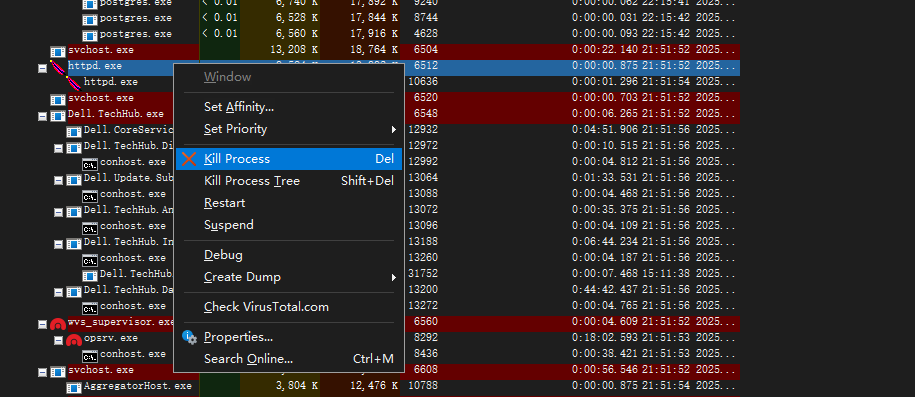 postgres.exe < 0.01 6,740 K 17,892 K 9240 0:00:00.062 22:15:41 2025...
postgres.exe < 0.01 6,528 K 17,844 K 8744 0:00:00.031 22:15:42 2025...
postgres.exe < 0.01 6,560 K 17,916 K 4628 0:00:00.093 22:15:42 2025...
svchost.exe 13,208 K 18,764 K 6504 0:00:22.140 21:51:52 2025...
httpd.exe 6512 0:00:00.875 21:51:52 2025...
Window
httpd.exe 10636 0:00:01.296 21:51:54 2025...
svchost.exe 6520 0:00:00.703 21:51:52 2025...
Set Affinity...
Dell.TechHub.exe 6548 0:00:06.265 21:51:52 2025...
Set Priority
Dell.CoreServic 12932 0:04:51.906 21:51:56 2025...
Dell.TechHub.Di 12972 0:00:10.515 21:51:56 2025...
Kill Process Del
conhost.exe 12992 0:00:04.812 21:51:56 2025...
Kill Process Tree Shift+Del
Dell.Update.Sub 13064 0:01:33.531 21:51:56 2025...
conhost.exe 13088 0:00:04.468 21:51:56 2025...
Restart
Dell.TechHub.An 13072 0:00:35.375 21:51:56 2025...
Suspend
conhost.exe 13096 0:00:04.109 21:51:56 2025...
Dell.TechHub.In 13188 0:06:44.234 21:51:56 2025...
Debug
conhost.exe 13260 0:00:04.187 21:51:56 2025...
Dell.TechHub 31752 0:00:07.468 15:11:38 2025...
Create Dump
Dell.TechHub.Da 13200 0:44:42.437 21:51:56 2025...
conhost.exe 13272 0:00:04.765 21:51:56 2025...
Check VirusTotal.com
wvs_supervisor.exe 6560 0:00:04.609 21:51:52 2025...
opsrv.exe 8292 0:18:02.593 21:51:53 2025...
Properties...
conhost.exe 8436 0:00:38.421 21:51:53 2025...
Search Online... Ctrl+M
svchost.exe 6608 0:00:56.546 21:51:52 2025...
AggregatorHost.exe 3,804 K 12,476 K 10788 0:00:00.875 21:51:54 2025...